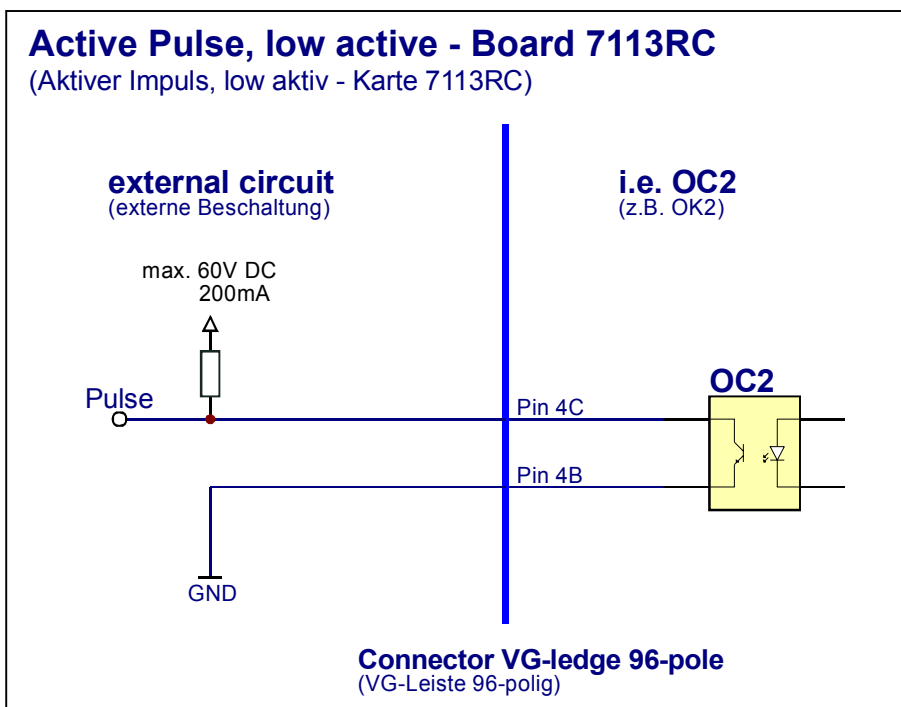 Active Pulse, low active - Board 7113RC
(Aktiver Impuls, low aktiv - Karte 7113RC)
external circuit
(externe Beschaltung)
i.e. OC2
(z.B. OK2)
max. 60V DC
200mA
OC2
Pulse
Pin 4C
Pin 4B
GND
Connector VG-ledge 96-pole
(VG-Leiste 96-polig)